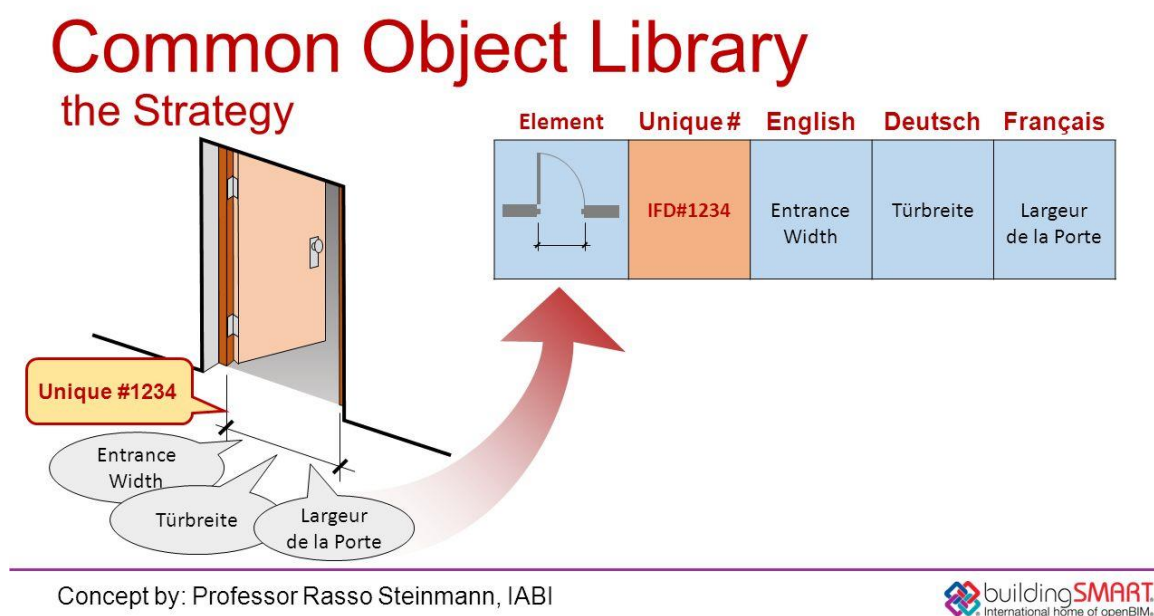 Common Object Library
the Strategy
Element Unique # English Deutsch Français
IFD#1234
Entrance
Width
Türbreite
Largeur
de la Porte
Unique #1234
Entrance
Width
Türbreite
Largeur
de la Porte
Concept by: Professor Rasso Steinmann, IABI
buildingSMART.
International home of openBIM.